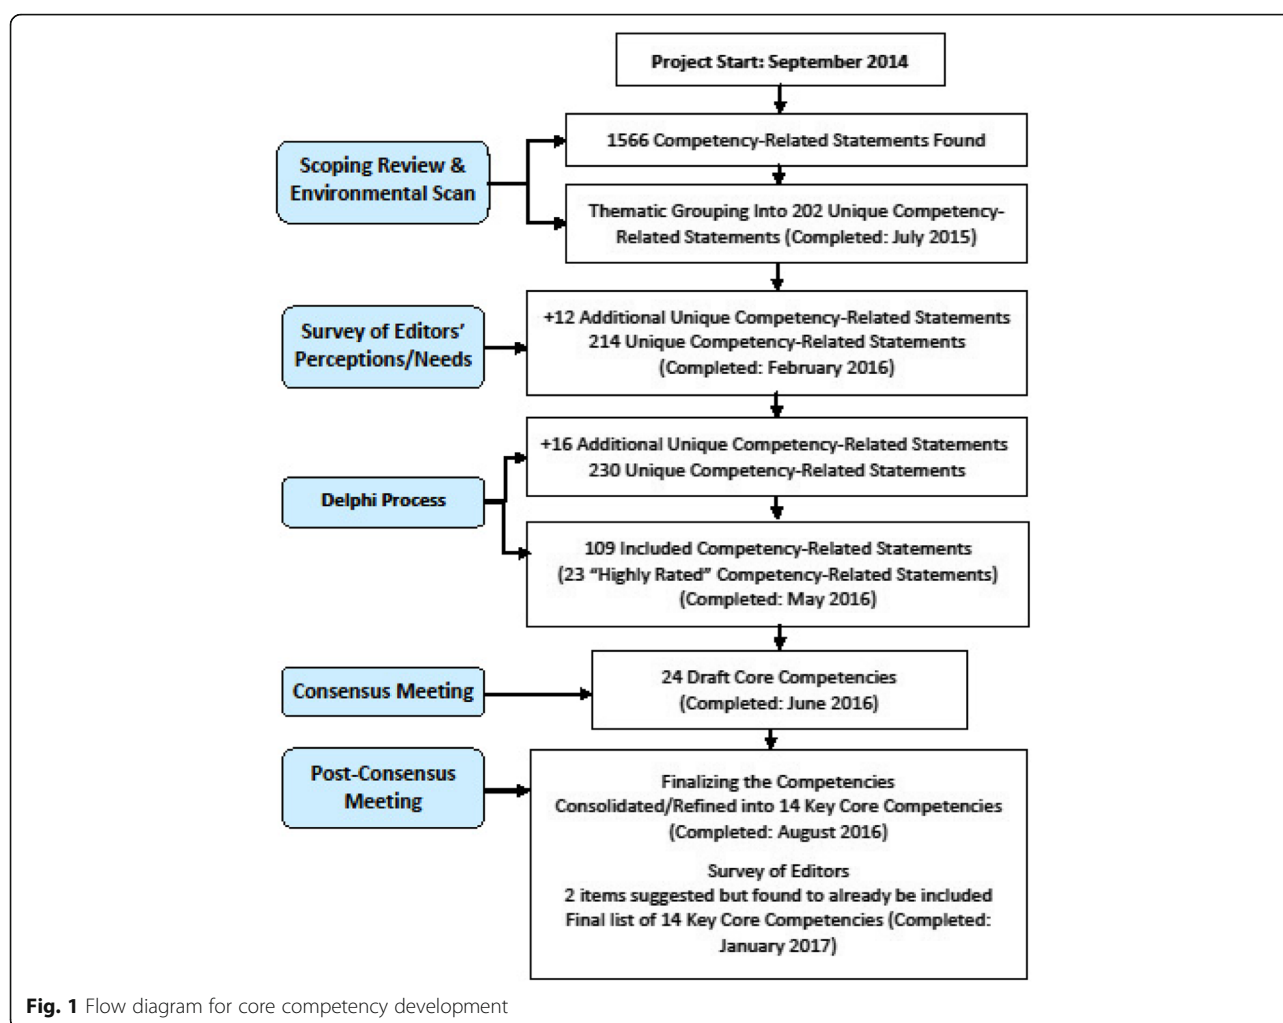 Project Start: September 2014
1566 Competency-Related Statements Found
Scoping Review &
Environmental Scan
Thematic Grouping Into 202 Unique Competency-
Related Statements (Completed: July 2015)
Survey of Editors'
Perceptions/Needs
+12 Additional Unique Competency-Related Statements
214 Unique Competency-Related Statements
(Completed: February 2016)
Delphi Process
+16 Additional Unique Competency-Related Statements
230 Unique Competency-Related Statements
109 Included Competency-Related Statements
(23 “Highly Rated” Competency-Related Statements)
(Completed: May 2016)
Consensus Meeting
24 Draft Core Competencies
(Completed: June 2016)
Post-Consensus
Meeting
Finalizing the Competencies
Consolidated/Refined into 14 Key Core Competencies
(Completed: August 2016)
Survey of Editors
2 items suggested but found to already be included
Final list of 14 Key Core Competencies (Completed:
January 2017)
Fig. 1 Flow diagram for core competency development